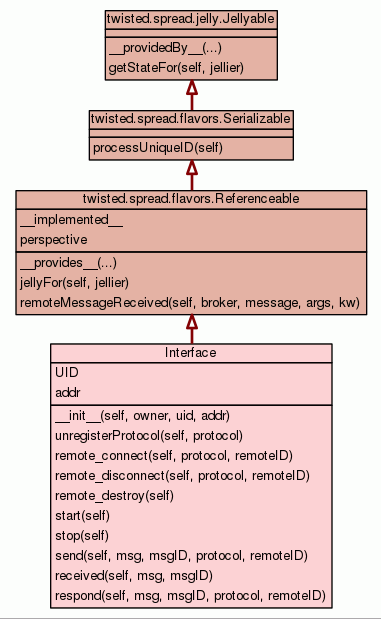 twisted.spread.jelly.Jellyable
__providedBy__(...)
getStateFor(self, jellier)
twisted.spread.flavors.Serializable
processUniqueID(self)
twisted.spread.flavors.Referenceable
__implemented__
perspective
__provides__(...)
jellyFor(self, jellier)
remoteMessageReceived(self, broker, message, args, kw)
Interface
UID
addr
__init__(self, owner, uid, addr)
unregisterProtocol(self, protocol)
remote_connect(self, protocol, remoteID)
remote_disconnect(self, protocol, remoteID)
remote_destroy(self)
start(self)
stop(self)
send(self, msg, msgID, protocol, remoteID)
received(self, msg, msgID)
respond(self, msg, msgID, protocol, remoteID)